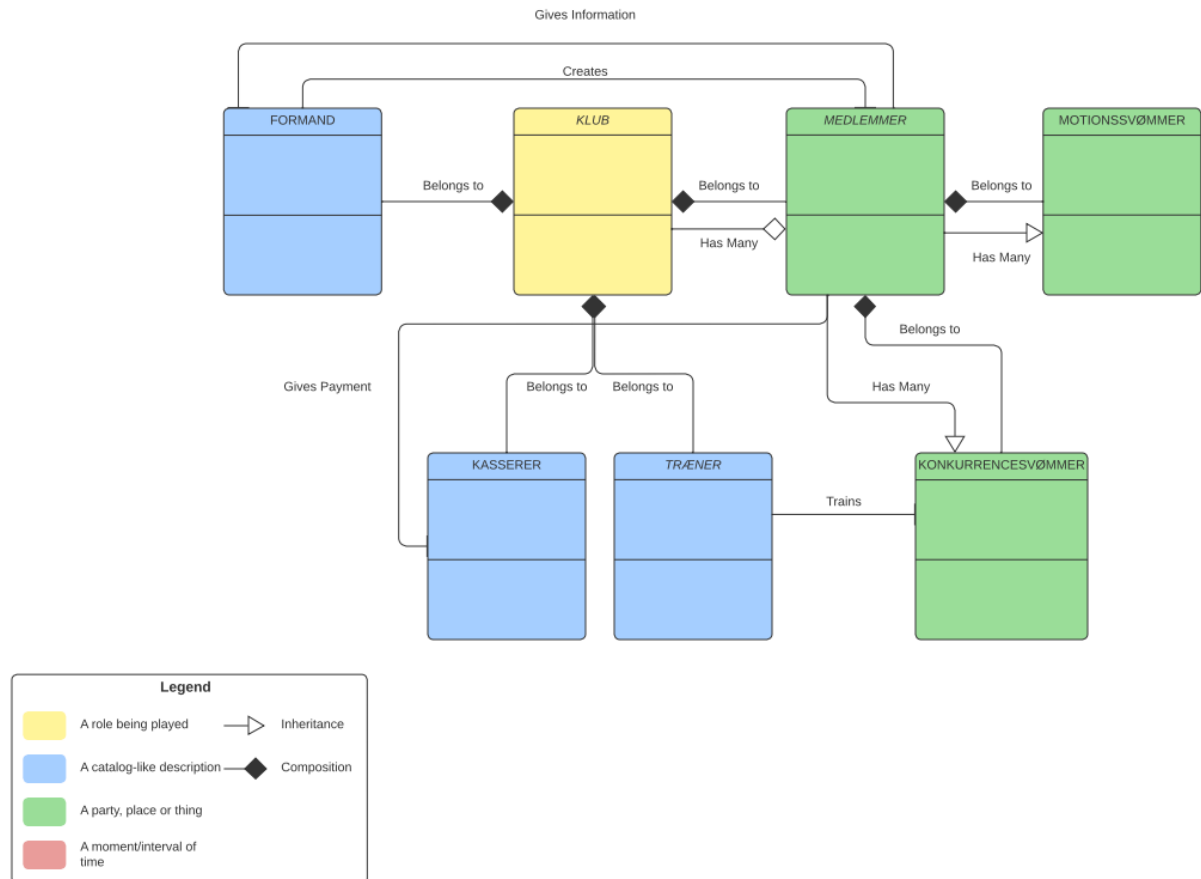 Gives Information
Creates
FORMAND
KLUB
MEDLEMMER
MOTIONSSVØMMER
Belongs to
Belongs to
Belongs to
Has Many
Has Many
Belongs to
Gives Payment
Belongs to
Belongs to
Has Many
KASSERER
TRÆNER
KONKURRENCESVØMMER
Trains
Legend
A role being played
Inheritance
A catalog-like description
Composition
A party, place or thing
A moment/interval of
time